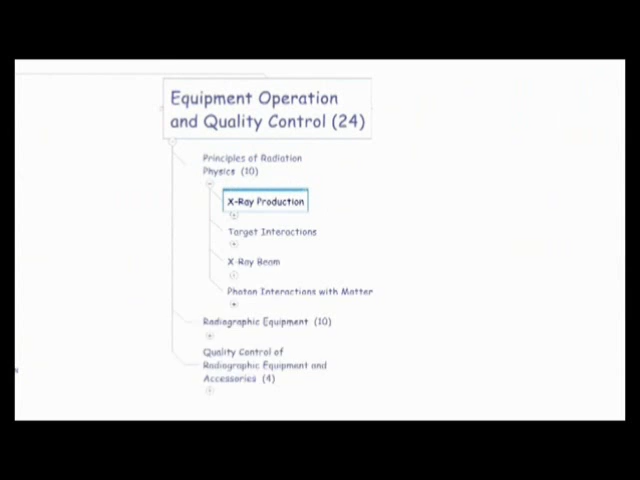 Equipment Operation
and Quality Control (24)
Principles of Radiation
Physics (10)
X-Ray Production
Target Interactions
X-Ray Beam
Photon Interactions with Matter
Radiographic Equipment (10)
Quality Control of
Radiographic Equipment and
Accessories (4)